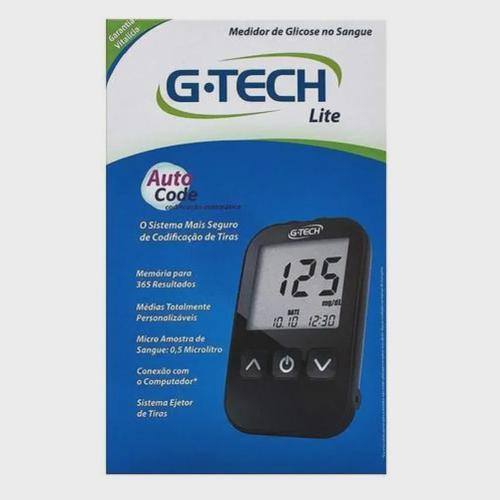 Garantia
Vitalícia
Medidor de Glicose no Sangue
G·TECH
Lite
Auto
Code
codificação automática
O Sistema Mais Seguro
de Codificação de Tiras
Memória para
365 Resultados
Médias Totalmente
Personalizáveis
Micro Amostra de
Sangue: 0,5 Microlitro
Conexão com
o Computador*
Sistema Ejetor
de Tiras
G·TECH
125
mg/dL
DATE
10.10 12:30